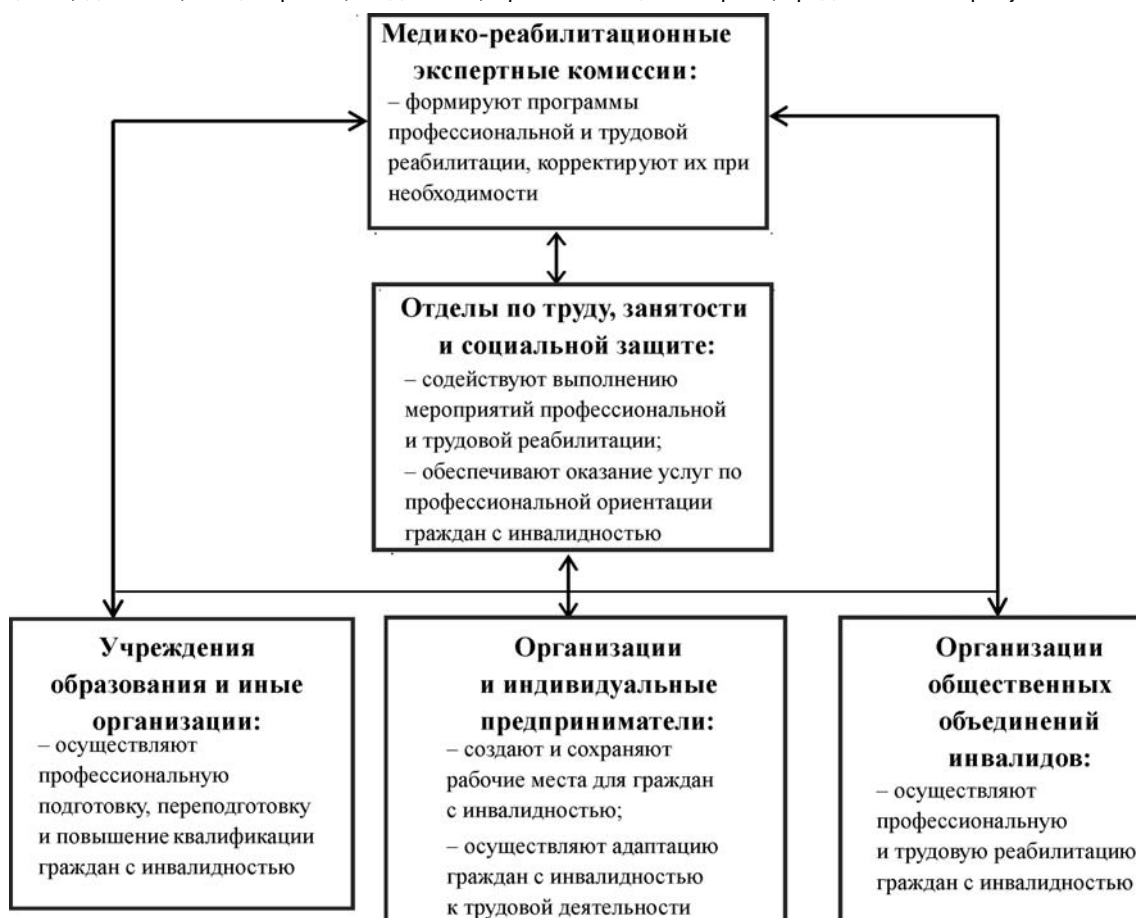 Медико-реабилитационные
экспертные комиссии:
– формируют программы
профессиональной и трудовой
реабилитации, корректируют их при
необходимости
Отделы по труду, занятости
и социальной защите:
– содействуют выполнению
мероприятий профессиональной
и трудовой реабилитации;
– обеспечивают оказание услуг по
профессиональной ориентации
граждан с инвалидностью
Учреждения
образования и иные
организации:
– осуществляют
профессиональную
подготовку, переподготовку
и повышение квалификации
граждан с инвалидностью
Организации
и индивидуальные
предприниматели:
– создают и сохраняют
рабочие места для граждан
с инвалидностью;
– осуществляют адаптацию
граждан с инвалидностью
к трудовой деятельности
Организации
общественных
объединений
инвалидов:
– осуществляют
профессиональную
и трудовую реабилитацию
граждан с инвалидностью